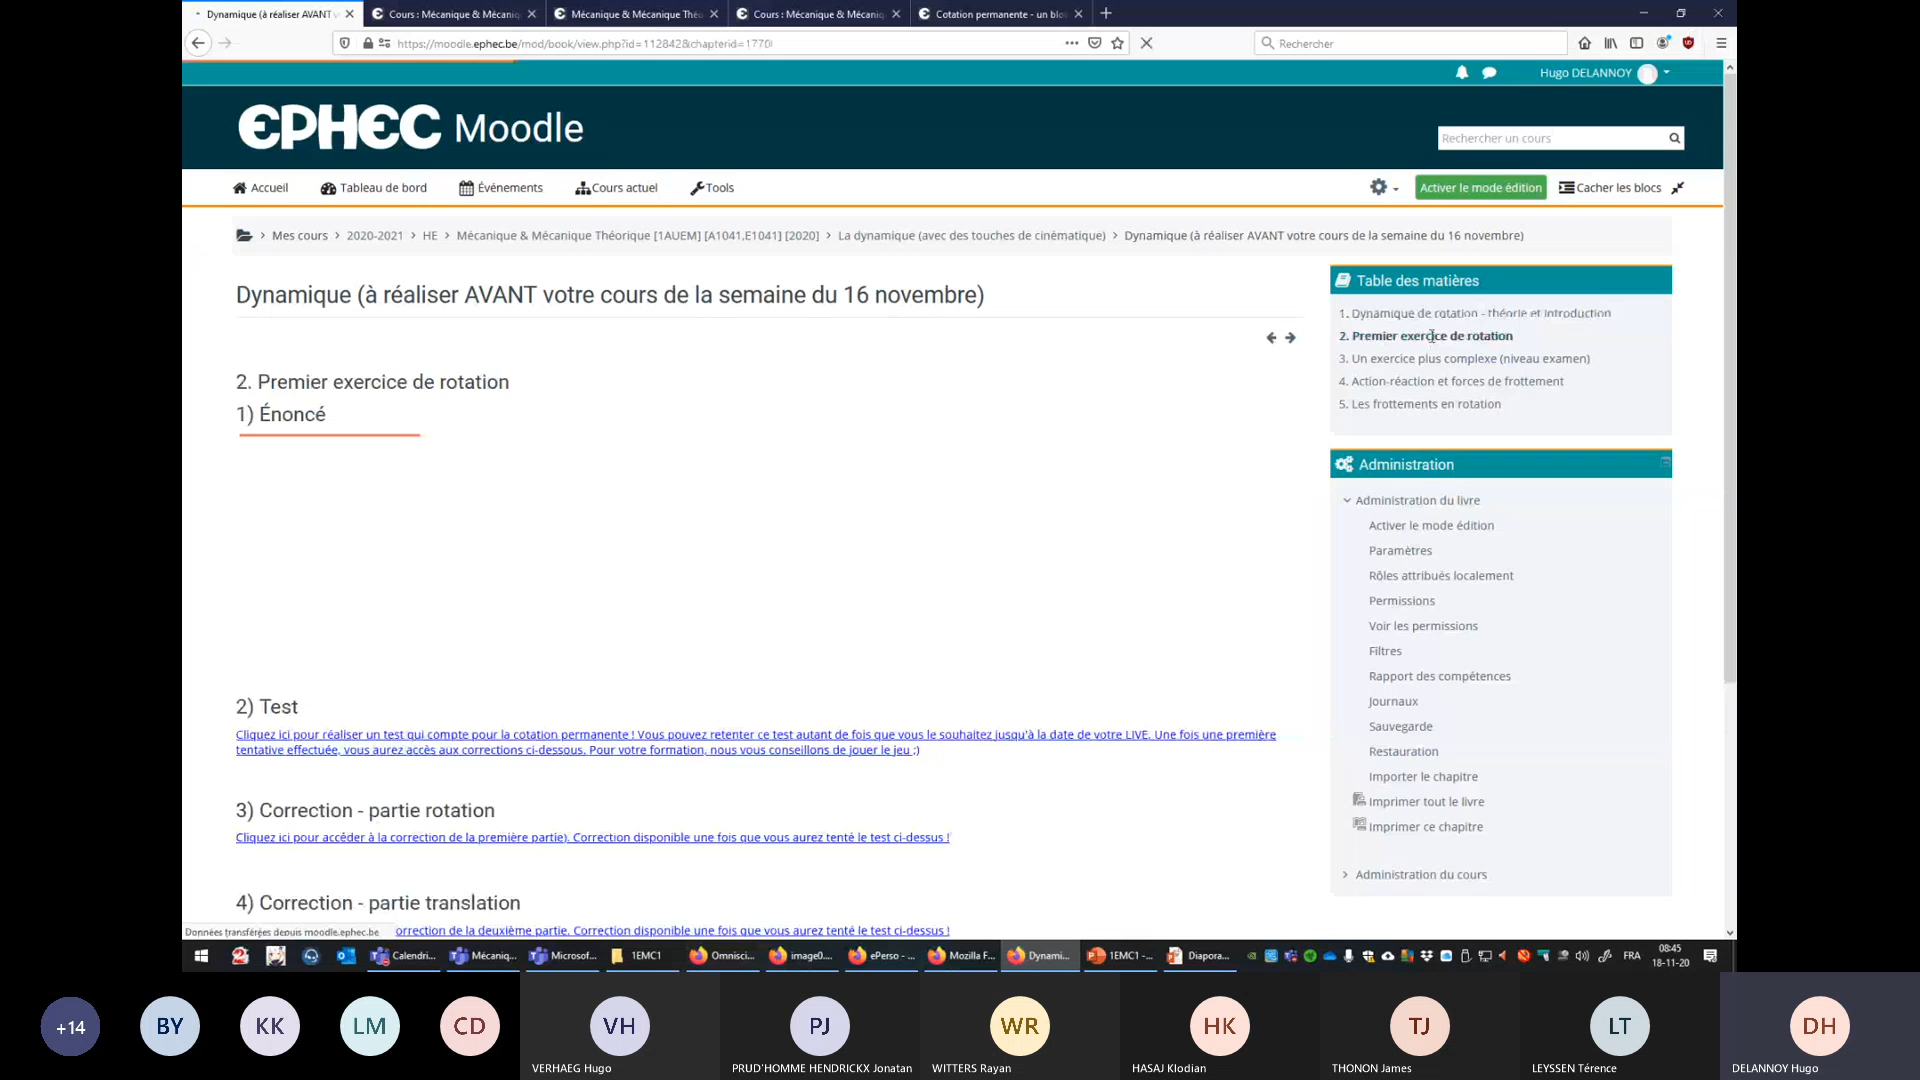 Dynamique (à réaliser AVANT v
Cours : Mécanique & Mécaniq
Mécanique & Mécanique Théo
Cours : Mécanique & Mécaniq
Cotation permanente - un blo
https://moodle.ephec.be/mod/book/view.php?id=112842&chapterid=1770
Rechercher
Hugo DELANNOY
EPHEC Moodle
Rechercher un cours
Accueil
Tableau de bord
Événements
Cours actuel
Tools
Activer le mode édition
Cacher les blocs
Mes cours > 2020-2021 > HE > Mécanique & Mécanique Théorique [1AUEM] [A1041,E1041] [2020] > La dynamique (avec des touches de cinématique) > Dynamique (à réaliser AVANT votre cours de la semaine du 16 novembre)
Dynamique (à réaliser AVANT votre cours de la semaine du 16 novembre)
2. Premier exercice de rotation
1) Énoncé
2) Test
Cliquez ici pour réaliser un test qui compte pour la cotation permanente ! Vous pouvez retenter ce test autant de fois que vous le souhaitez jusqu'à la date de votre LIVE. Une fois une première
tentative effectuée, vous aurez accès aux corrections ci-dessous. Pour votre formation, nous vous conseillons de jouer le jeu ;)
3) Correction - partie rotation
Cliquez ici pour accéder à la correction de la première partie). Correction disponible une fois que vous aurez tenté le test ci-dessus !
4) Correction - partie translation
orrection de la deuxième partie. Correction disponible une fois que vous aurez tenté le test ci-dessus !
Données transférées depuis moodle.ephec.be
Table des matières
1. Dynamique de rotation - théorie et introduction
2. Premier exercice de rotation
3. Un exercice plus complexe (niveau examen)
4. Action-réaction et forces de frottement
5. Les frottements en rotation
Administration
Administration du livre
Activer le mode édition
Paramètres
Rôles attribués localement
Permissions
Voir les permissions
Filtres
Rapport des compétences
Journaux
Sauvegarde
Restauration
Importer le chapitre
Imprimer tout le livre
Imprimer ce chapitre
Administration du cours
Calendri...
Mécaniq...
Microsof...
1EMC1
Omnisci...
image0....
ePerso - ...
Mozilla F...
Dynami...
1EMC1 -...
Diapora...
FRA
08:45
18-11-20
+14
BY
KK
LM
CD
VH
VERHAEG Hugo
PJ
PRUD'HOMME HENDRICKX Jonatan
WR
WITTERS Rayan
HK
HASAJ Klodian
TJ
THONON James
LT
LEYSSEN Térence
DH
DELANNOY Hugo